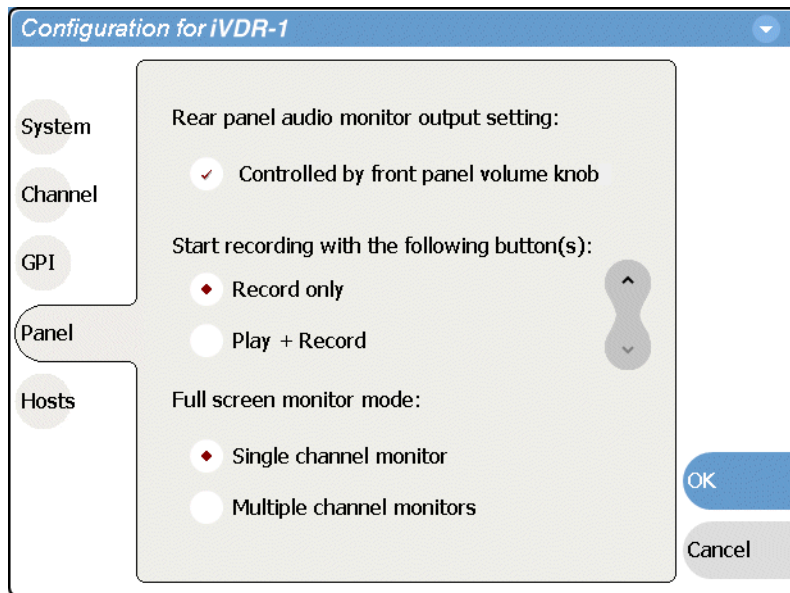 Configuration for iVDR-1
System
Channel
GPI
Panel
Hosts
Rear panel audio monitor output setting:
Controlled by front panel volume knob
Start recording with the following button(s):
Record only
Play + Record
Full screen monitor mode:
Single channel monitor
Multiple channel monitors
OK
Cancel